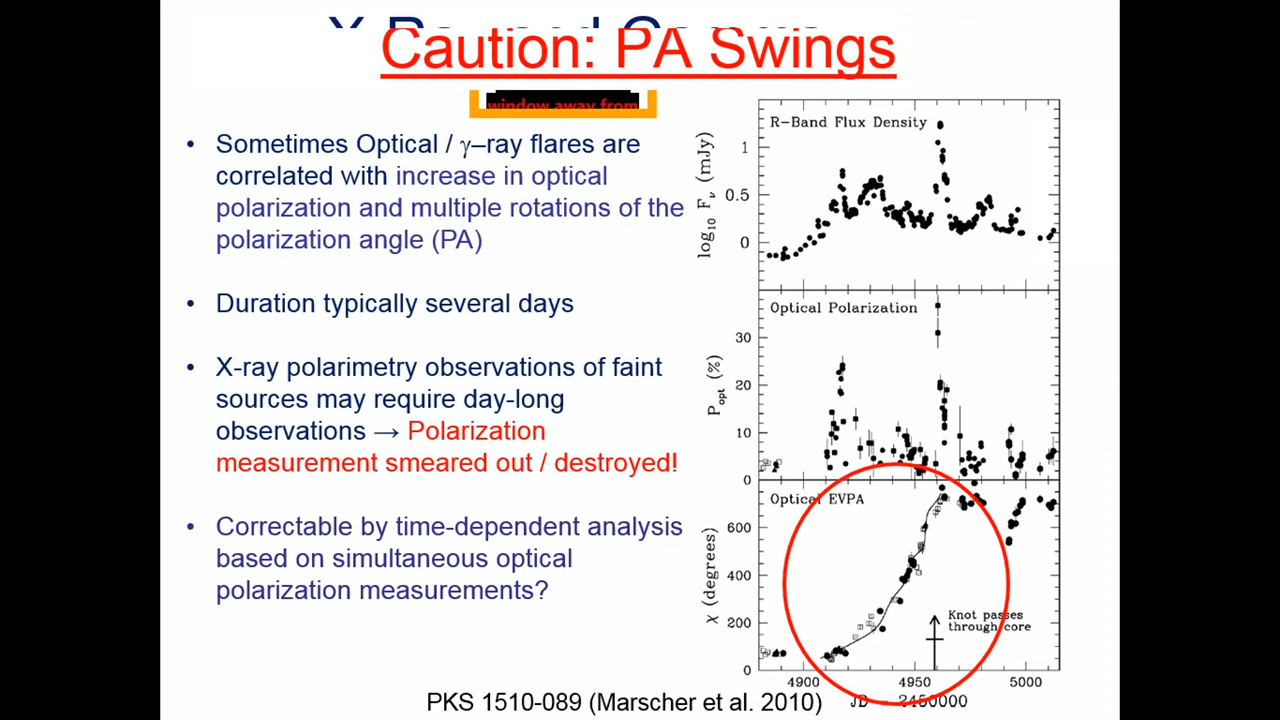 Caution: PA Swings
window away from
• Sometimes Optical / γ–ray flares are
correlated with increase in optical
polarization and multiple rotations of the
polarization angle (PA)
• Duration typically several days
• X-ray polarimetry observations of faint
sources may require day-long
observations → Polarization
measurement smeared out / destroyed!
• Correctable by time-dependent analysis
based on simultaneous optical
polarization measurements?
R-Band Flux Density
log₁₀ Fν (mJy)
1
0.5
0
Optical Polarization
Popt (%)
30
20
10
0
Optical EVPA
χ (degrees)
600
400
200
0
Knot passes
through core
4900 4950 5000
JD - 2450000
PKS 1510-089 (Marscher et al. 2010)